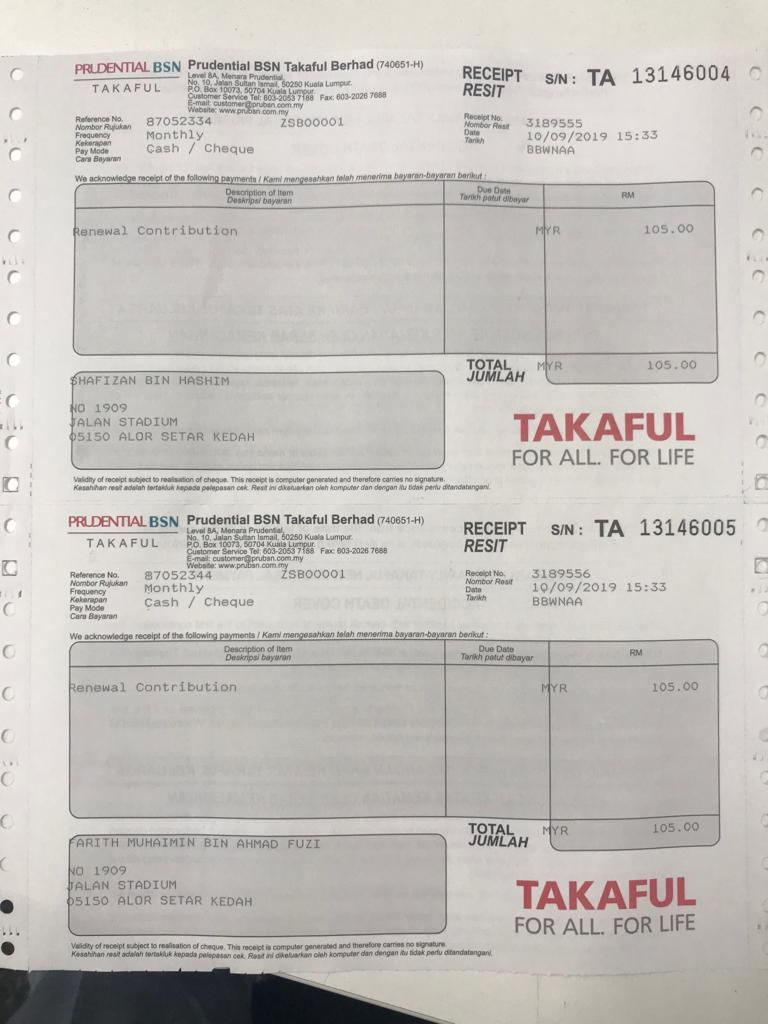 PRUDENTIAL BSN
TAKAFUL
Prudential BSN Takaful Berhad (740651-H)
Level 8A, Menara Prudential,
No. 10, Jalan Sultan Ismail, 50250 Kuala Lumpur.
P.O. Box 10073, 50704 Kuala Lumpur.
Customer Service Tel: 603-2053 7188 Fax: 603-2026 7688
E-mail: customer@prubsn.com.my
Website: www.prubsn.com.my
RECEIPT S/N : TA 13146004
RESIT
Reference No. 87052334 ZSB00001
Nombor Rujukan
Frequency Monthly
Kekerapan
Pay Mode Cash / Cheque
Cara Bayaran
Receipt No. 3189555
Nombor Resit
Date 10/09/2019 15:33
Tarikh BBWNAA
We acknowledge receipt of the following payments / Kami mengesahkan telah menerima bayaran-bayaran berikut :
Description of Item Due Date RM
Deskripsi bayaran Tarikh patut dibayar
Renewal Contribution MYR 105.00
TOTAL MYR 105.00
JUMLAH
SHAFIZAN BIN HASHIM
NO 1909
JALAN STADIUM
05150 ALOR SETAR KEDAH
TAKAFUL
FOR ALL. FOR LIFE
Validity of receipt subject to realisation of cheque. This receipt is computer generated and therefore carries no signature.
Kesahihan resit adalah tertakluk kepada pelepasan cek. Resit ini dikeluarkan oleh komputer dan dengan itu tidak perlu ditandatangani.
PRUDENTIAL BSN
TAKAFUL
Prudential BSN Takaful Berhad (740651-H)
Level 8A, Menara Prudential,
No. 10, Jalan Sultan Ismail, 50250 Kuala Lumpur.
P.O. Box 10073, 50704 Kuala Lumpur.
Customer Service Tel: 603-2053 7188 Fax: 603-2026 7688
E-mail: customer@prubsn.com.my
Website: www.prubsn.com.my
RECEIPT S/N : TA 13146005
RESIT
Reference No. 87052344 ZSB00001
Nombor Rujukan
Frequency Monthly
Kekerapan
Pay Mode Cash / Cheque
Cara Bayaran
Receipt No. 3189556
Nombor Resit
Date 10/09/2019 15:33
Tarikh BBWNAA
We acknowledge receipt of the following payments / Kami mengesahkan telah menerima bayaran-bayaran berikut :
Description of Item Due Date RM
Deskripsi bayaran Tarikh patut dibayar
Renewal Contribution MYR 105.00
TOTAL MYR 105.00
JUMLAH
FARITH MUHAIMIN BIN AHMAD FUZI
NO 1909
JALAN STADIUM
05150 ALOR SETAR KEDAH
TAKAFUL
FOR ALL. FOR LIFE
Validity of receipt subject to realisation of cheque. This receipt is computer generated and therefore carries no signature.
Kesahihan resit adalah tertakluk kepada pelepasan cek. Resit ini dikeluarkan oleh komputer dan dengan itu tidak perlu ditandatangani.